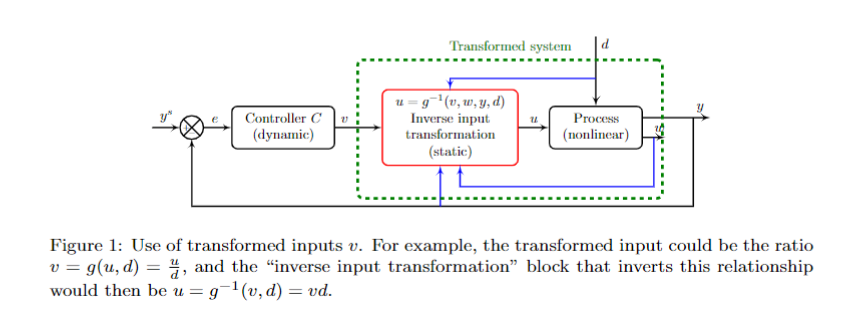 Transformed system
d
yˢ
e
Controller C
(dynamic)
v
u = g⁻¹(v, w, y, d)
Inverse input
transformation
(static)
u
Process
(nonlinear)
y
Figure 1: Use of transformed inputs v. For example, the transformed input could be the ratio
v = g(u, d) = u/d, and the “inverse input transformation” block that inverts this relationship
would then be u = g⁻¹(v, d) = vd.